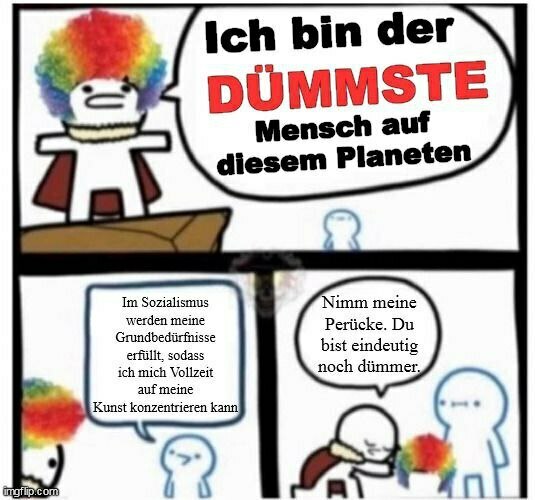 Ich bin der
DÜMMSTE
Mensch auf
diesem Planeten
Im Sozialismus
werden meine
Grundbedürfnisse
erfüllt, sodass
ich mich Vollzeit
auf meine
Kunst konzentrieren kann
Nimm meine
Perücke. Du
bist eindeutig
noch dümmer.
imgflip.com